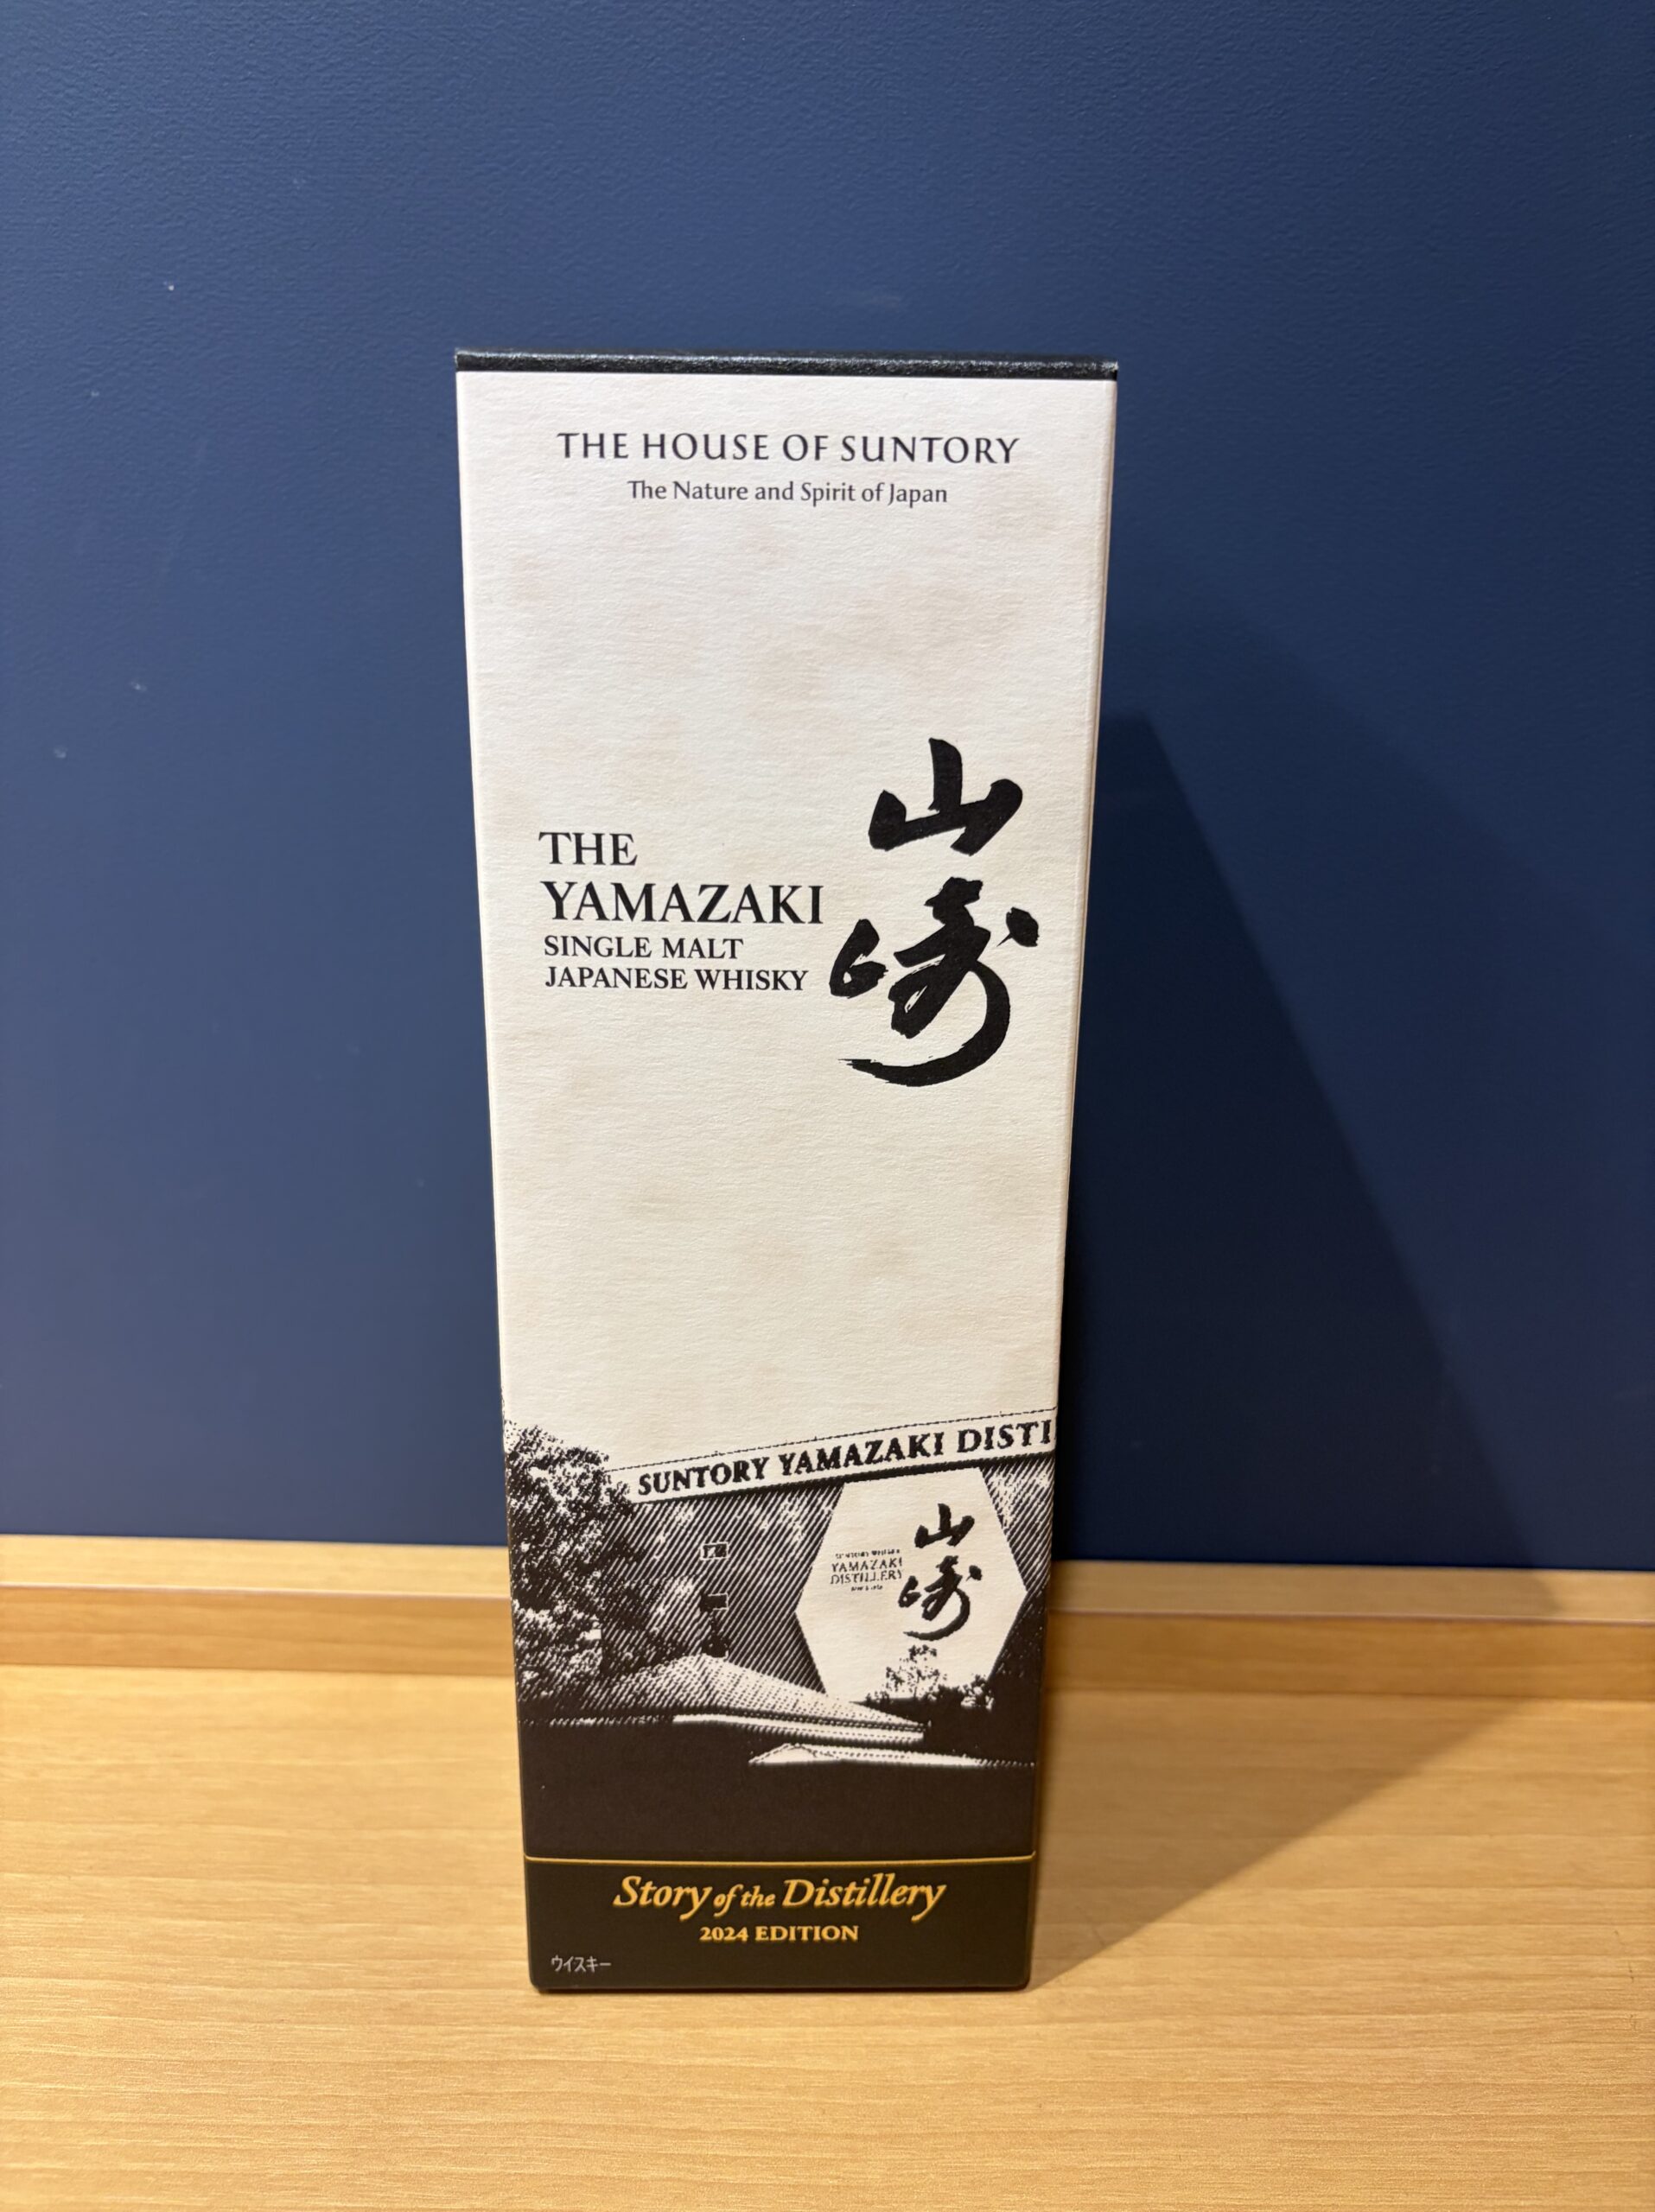 THE HOUSE OF SUNTORY
The Nature and Spirit of Japan
THE
YAMAZAKI
SINGLE MALT
JAPANESE WHISKY
山崎
SUNTORY YAMAZAKI DISTI
YAMAZAKI
DISTILLERY
山崎
Story of the Distillery
2024 EDITION
ウイスキー